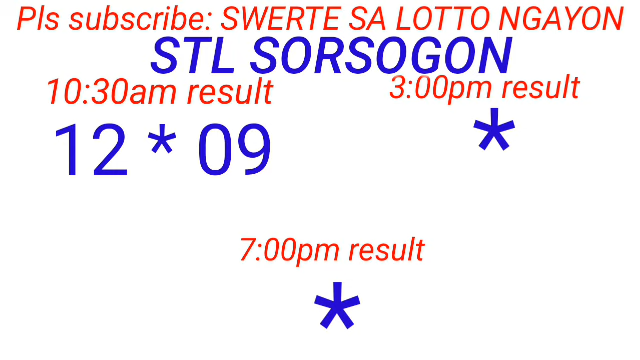 Pls subscribe: SWERTE SA LOTTO NGAYON
STL SORSOGON
10:30am result
3:00pm result
12 * 09
*
7:00pm result
*